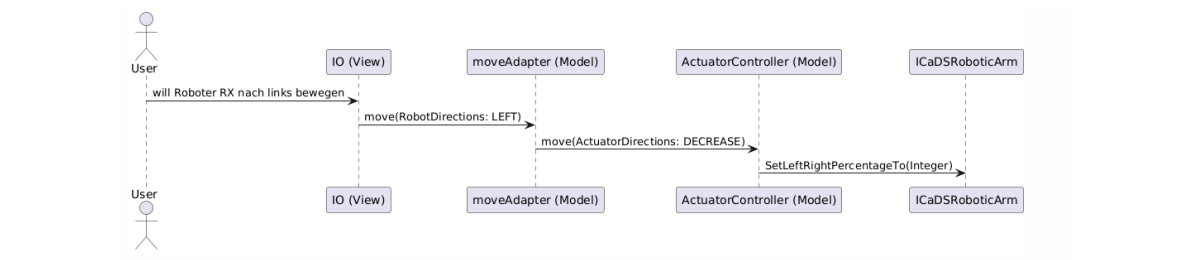 User
IO (View)
moveAdapter (Model)
ActuatorController (Model)
ICaDSRoboticArm
will Roboter RX nach links bewegen
move(RobotDirections: LEFT)
move(ActuatorDirections: DECREASE)
SetLeftRightPercentageTo(Integer)
User
IO (View)
moveAdapter (Model)
ActuatorController (Model)
ICaDSRoboticArm